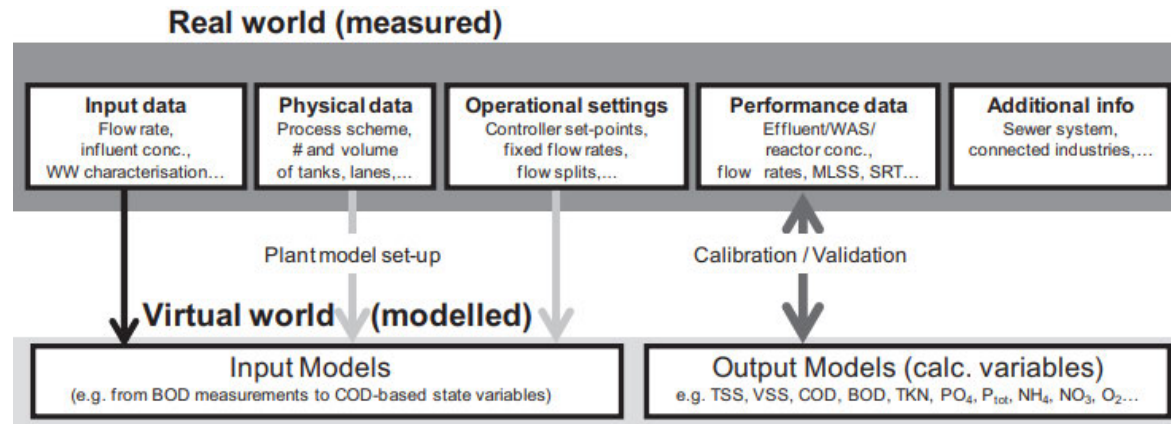 Real world (measured)
Input data
Flow rate,
influent conc.,
WW characterisation...
Physical data
Process scheme,
# and volume
of tanks, lanes,...
Operational settings
Controller set-points,
fixed flow rates,
flow splits,...
Performance data
Effluent/WAS/
reactor conc.,
flow rates, MLSS, SRT...
Additional info
Sewer system,
connected industries,...
Plant model set-up
Calibration / Validation
Virtual world (modelled)
Input Models
(e.g. from BOD measurements to COD-based state variables)
Output Models (calc. variables)
e.g. TSS, VSS, COD, BOD, TKN, PO₄, Pₜₒₜ, NH₄, NO₃, O₂...